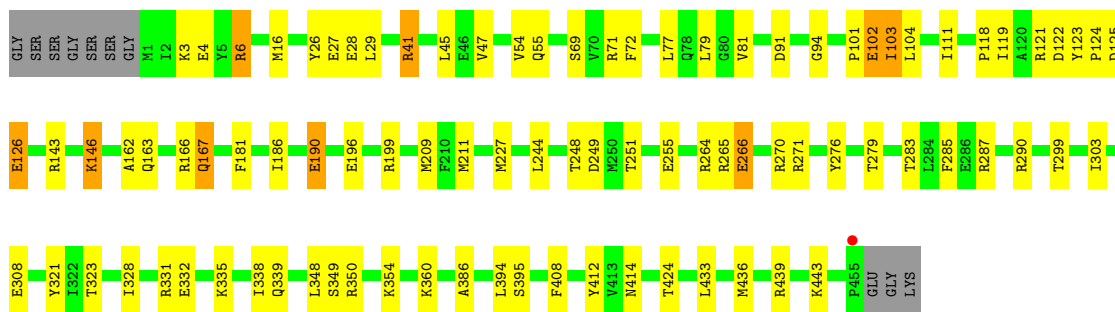 GLY SER SER GLY SER SER GLY M1 I2 K3 E4 Y5 R6 M16 Y26 E27 E28 L29 R41 L45 E46 V47 V54 Q55 S69 V70 R71 F72 L77 Q78 L79 G80 V81 D91 G94 P101 E102 I103 L104 I111 P118 I119 A120 R121 D122 Y123 P124 D125
E126 R143 K146 A162 Q163 R166 Q167 F181 I186 E190 E196 R199 M209 F210 M211 M227 L244 T248 D249 M250 T251 E255 R264 R265 E266 R270 R271 Y276 T279 T283 L284 F285 E286 R287 R290 T299 I303
E308 Y321 I322 T323 I328 R331 E332 K335 I338 Q339 L348 S349 R350 K354 K360 A386 L394 S395 F408 Y412 V413 N414 T424 L433 M436 R439 K443 P455 GLU GLY LYS